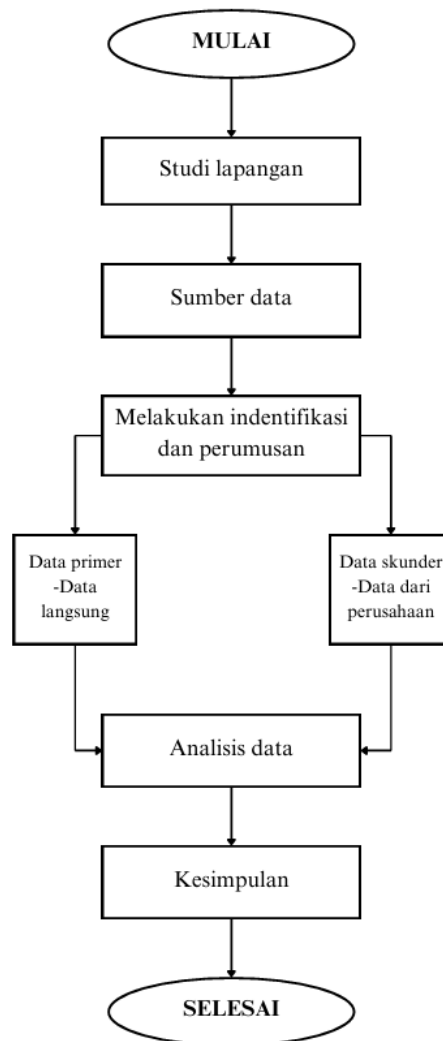 MULAI
Studi lapangan
Sumber data
Melakukan indentifikasi
dan perumusan
Data primer
-Data
langsung
Data skunder
-Data dari
perusahaan
Analisis data
Kesimpulan
SELESAI